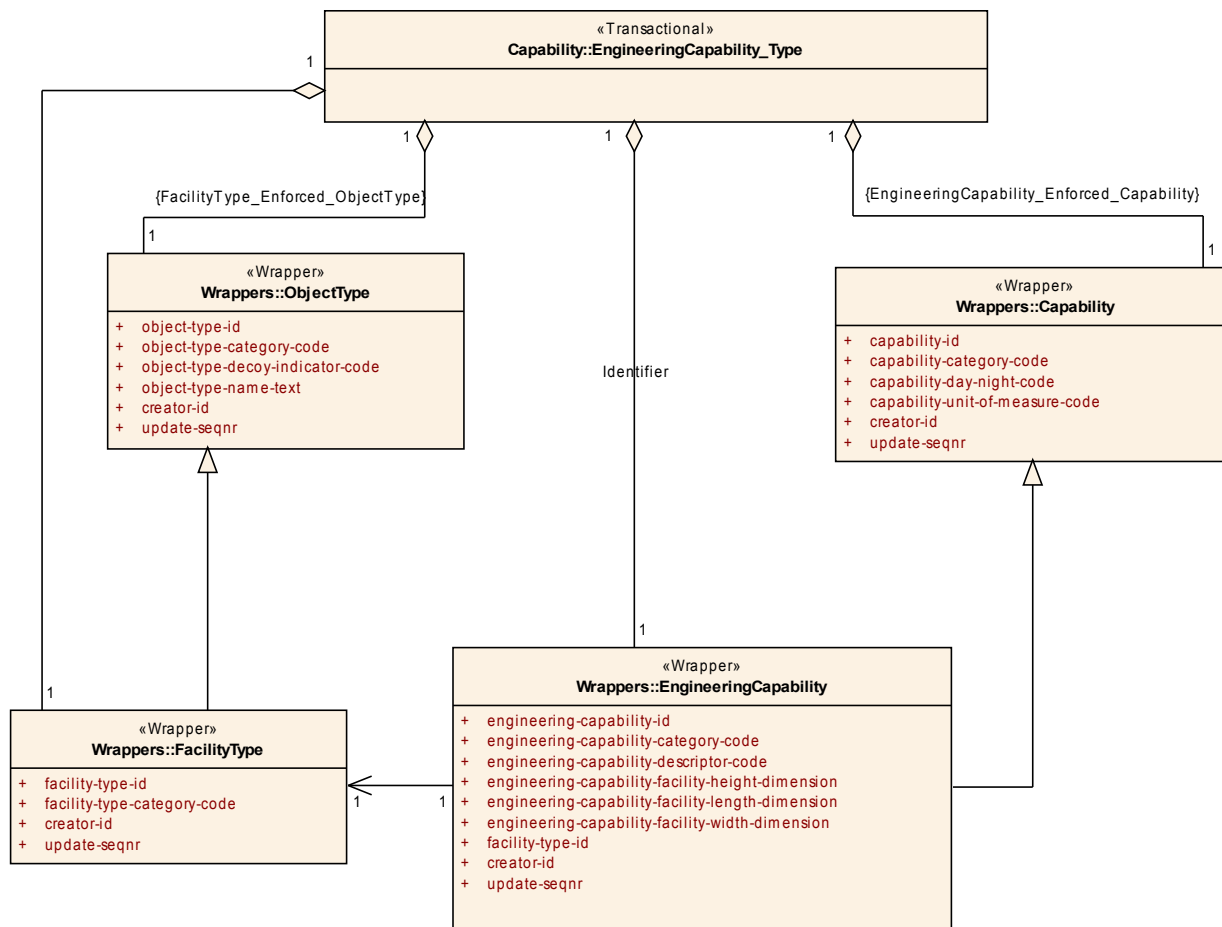 «Transactional»
Capability::EngineeringCapability_Type
1
1
1
1
{FacilityType_Enforced_ObjectType}
{EngineeringCapability_Enforced_Capability}
1
1
«Wrapper»
Wrappers::ObjectType
+ object-type-id
+ object-type-category-code
+ object-type-decoy-indicator-code
+ object-type-name-text
+ creator-id
+ update-seqnr
«Wrapper»
Wrappers::Capability
+ capability-id
+ capability-category-code
+ capability-day-night-code
+ capability-unit-of-measure-code
+ creator-id
+ update-seqnr
Identifier
1
1
«Wrapper»
Wrappers::FacilityType
+ facility-type-id
+ facility-type-category-code
+ creator-id
+ update-seqnr
1
1
«Wrapper»
Wrappers::EngineeringCapability
+ engineering-capability-id
+ engineering-capability-category-code
+ engineering-capability-descriptor-code
+ engineering-capability-facility-height-dimension
+ engineering-capability-facility-length-dimension
+ engineering-capability-facility-width-dimension
+ facility-type-id
+ creator-id
+ update-seqnr